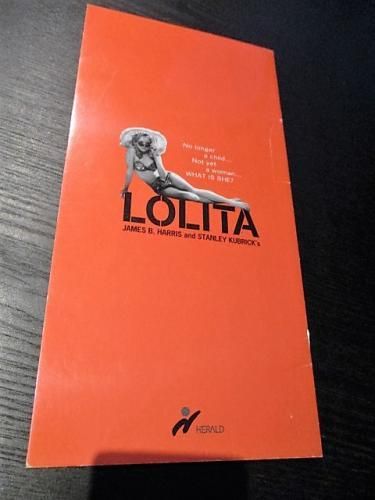 No longer
a child...
Not yet
a woman...
WHAT IS SHE?
LOLITA
JAMES B. HARRIS and STANLEY KUBRICK's
HERALD